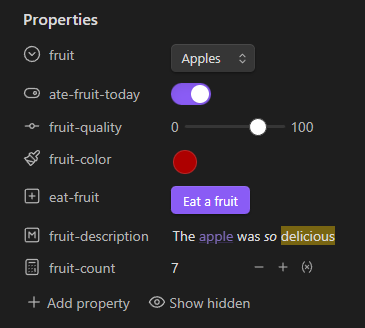 Properties
fruit Apples
ate-fruit-today
fruit-quality 0 100
fruit-color
eat-fruit Eat a fruit
fruit-description The apple was so delicious
fruit-count 7 − + (x)
+ Add property Show hidden